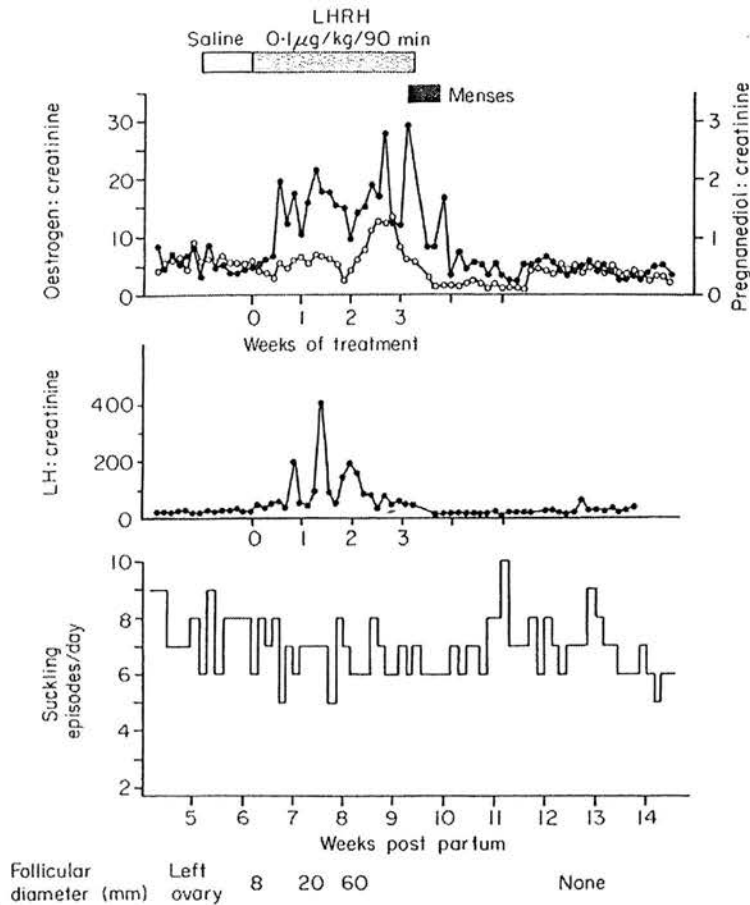 LHRH
Saline 0·1μg/kg/90 min
Menses
30
20
10
5
0
Oestrogen: creatinine
3
2
1
0
Pregnanediol: creatinine
0 1 2 3
Weeks of treatment
400
200
0
LH: creatinine
0 1 2 3
10
8
6
4
2
Suckling
episodes/day
5 6 7 8 9 10 11 12 13 14
Weeks post partum
Follicular
diameter (mm)
Left
ovary
8 20 60 None